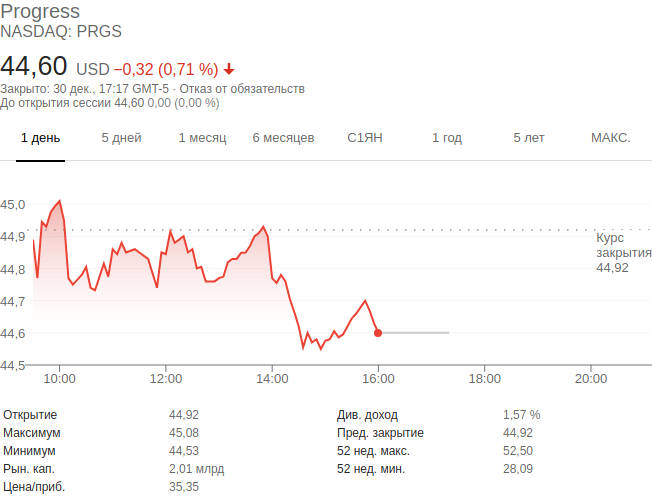 Progress
NASDAQ: PRGS
44,60 USD −0,32 (0,71 %)
Закрыто: 30 дек., 17:17 GMT-5 · Отказ от обязательств
До открытия сессии 44,60 0,00 (0,00 %)
1 день 5 дней 1 месяц 6 месяцев С1ЯН 1 год 5 лет МАКС.
45,0
44,9
Курс
закрытия
44,92
44,8
44,7
44,6
44,5
10:00 12:00 14:00 16:00 18:00 20:00
Открытие 44,92 Див. доход 1,57 %
Максимум 45,08 Пред. закрытие 44,92
Минимум 44,53 52 нед. макс. 52,50
Рын. кап. 2,01 млрд 52 нед. мин. 28,09
Цена/приб. 35,35